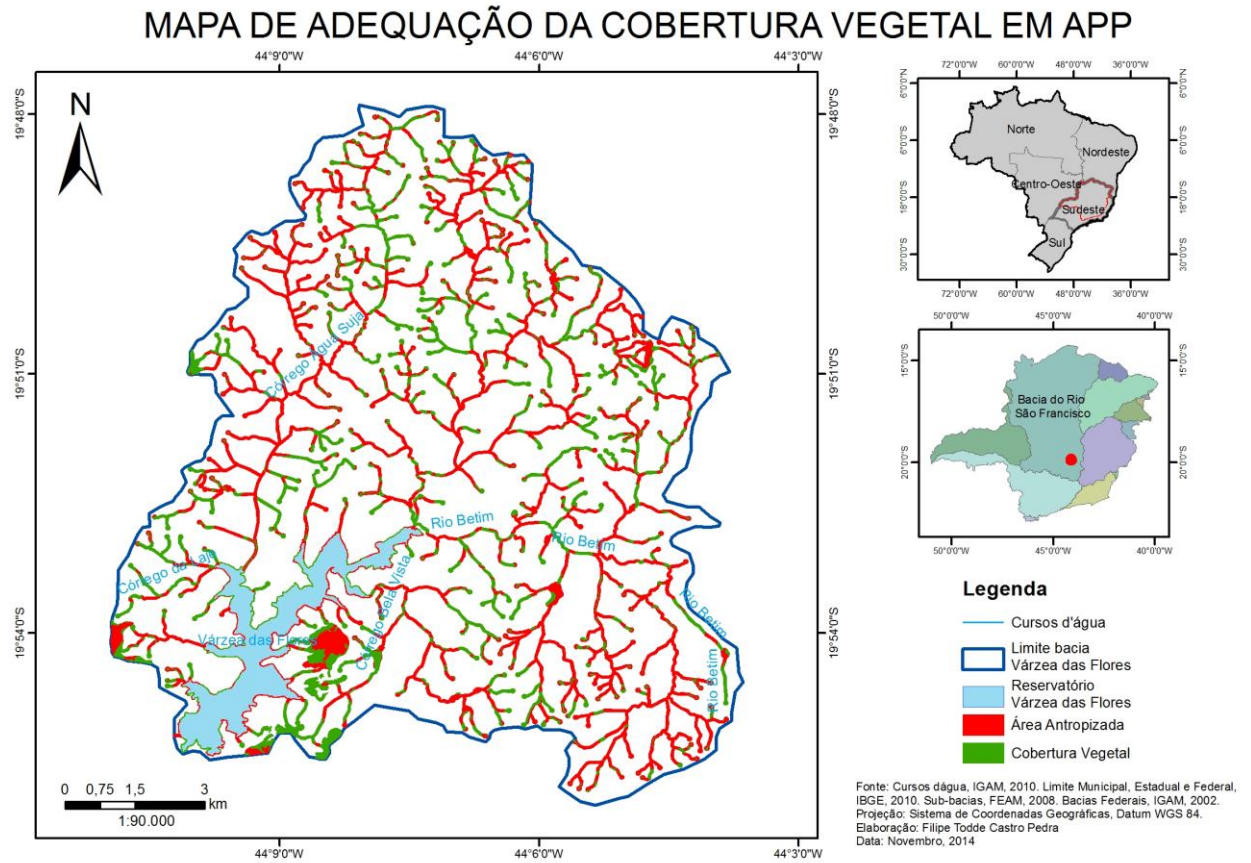 MAPA DE ADEQUAÇÃO DA COBERTURA VEGETAL EM APP
44°9'0"W 44°6'0"W 44°3'0"W
N
19°48'0"S 19°48'0"S
19°51'0"S 19°51'0"S
19°54'0"S 19°54'0"S
Córrego Água Suja
Rio Betim
Rio Betim
Córrego da Laje
Córrego Bela Vista
Rio Betim
Várzea das Flores
Rio Betim
0 0,75 1,5 3
km
1:90.000
44°9'0"W 44°6'0"W 44°3'0"W
72°0'0"W 60°0'0"W 48°0'0"W 36°0'0"W
6°0'0"N 6°0'0"N
6°0'0"S 6°0'0"S
18°0'0"S 18°0'0"S
30°0'0"S 30°0'0"S
Norte
Nordeste
Centro-Oeste
Sudeste
Sul
72°0'0"W 60°0'0"W 48°0'0"W 36°0'0"W
50°0'0"W 45°0'0"W 40°0'0"W
15°0'0"S 15°0'0"S
Bacia do Rio
São Francisco
20°0'0"S 20°0'0"S
50°0'0"W 45°0'0"W 40°0'0"W
Legenda
Cursos d'água
Limite bacia
Várzea das Flores
Reservatório
Várzea das Flores
Área Antropizada
Cobertura Vegetal
Fonte: Cursos dágua, IGAM, 2010. Limite Municipal, Estadual e Federal,
IBGE, 2010. Sub-bacias, FEAM, 2008. Bacias Federais, IGAM, 2002.
Projeção: Sistema de Coordenadas Geográficas, Datum WGS 84.
Elaboração: Filipe Todde Castro Pedra
Data: Novembro, 2014